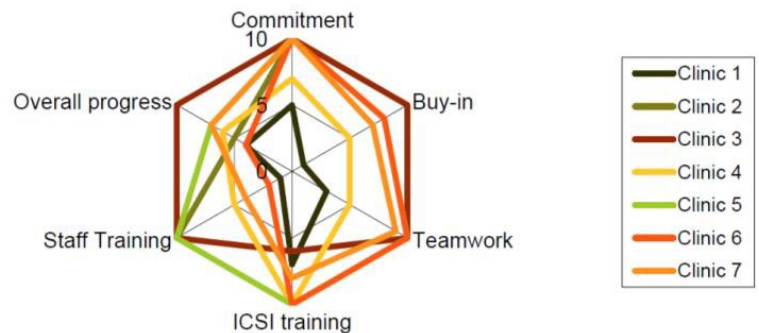 Commitment
10
Overall progress
Buy-in
5
0
Staff Training
Teamwork
ICSI training
Clinic 1
Clinic 2
Clinic 3
Clinic 4
Clinic 5
Clinic 6
Clinic 7